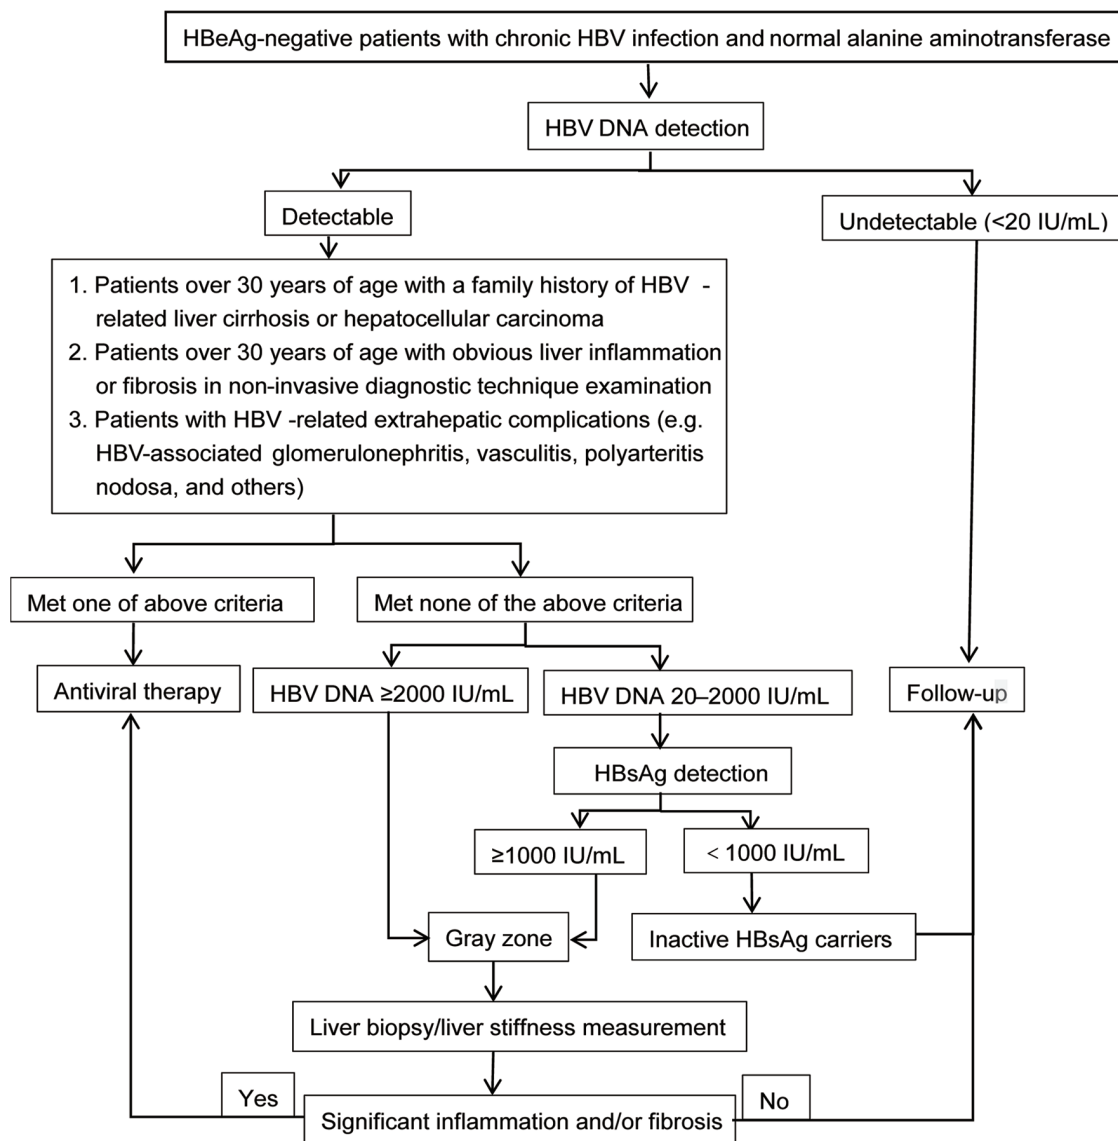 HBeAg-negative patients with chronic HBV infection and normal alanine aminotransferase
HBV DNA detection
Detectable
Undetectable (<20 IU/mL)
1. Patients over 30 years of age with a family history of HBV -
related liver cirrhosis or hepatocellular carcinoma
2. Patients over 30 years of age with obvious liver inflammation
or fibrosis in non-invasive diagnostic technique examination
3. Patients with HBV -related extrahepatic complications (e.g.
HBV-associated glomerulonephritis, vasculitis, polyarteritis
nodosa, and others)
Met one of above criteria
Met none of the above criteria
Antiviral therapy
HBV DNA ≥2000 IU/mL
HBV DNA 20–2000 IU/mL
Follow-up
HBsAg detection
≥1000 IU/mL
< 1000 IU/mL
Gray zone
Inactive HBsAg carriers
Liver biopsy/liver stiffness measurement
Yes
No
Significant inflammation and/or fibrosis